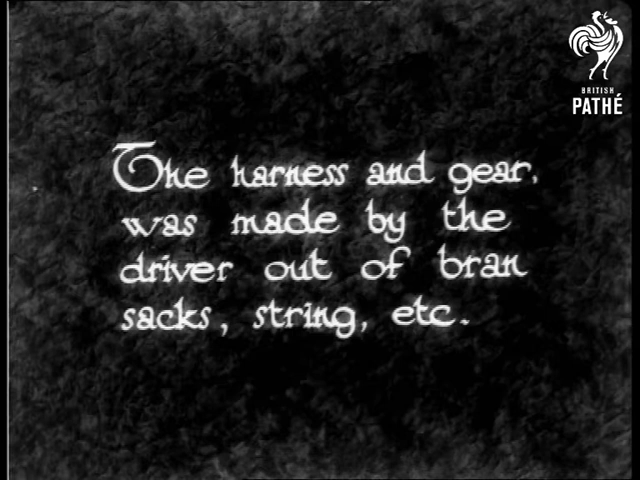 BRITISH
PATHÉ
The harness and gear.
was made by the
driver out of bran
sacks, string, etc.